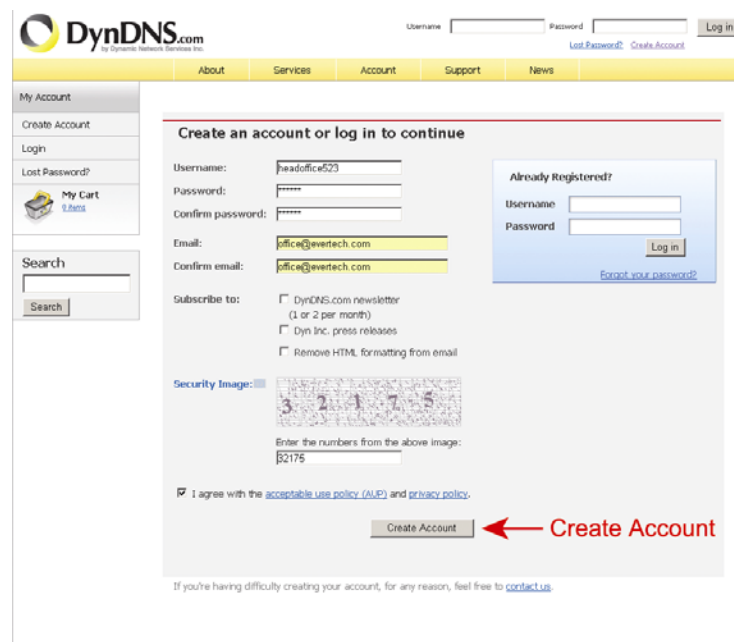 DynDNS.com
by Dynamic Network Services Inc.
Username
Password
Log in
Lost Password?
Create Account
About
Services
Account
Support
News
My Account
Create Account
Login
Lost Password?
My Cart
0 items
Search
Search
Create an account or log in to continue
Username:
headoffice523
Password:
******
Confirm password:
******
Email:
office@evertech.com
Confirm email:
office@evertech.com
Subscribe to:
DynDNS.com newsletter
(1 or 2 per month)
Dyn Inc. press releases
Remove HTML formatting from email
Security Image:
3 2 1 7 5
Enter the numbers from the above image:
32175
I agree with the acceptable use policy (AUP) and privacy policy.
Create Account
Create Account
Already Registered?
Username
Password
Log in
Forgot your password?
If you're having difficulty creating your account, for any reason, feel free to contact us.